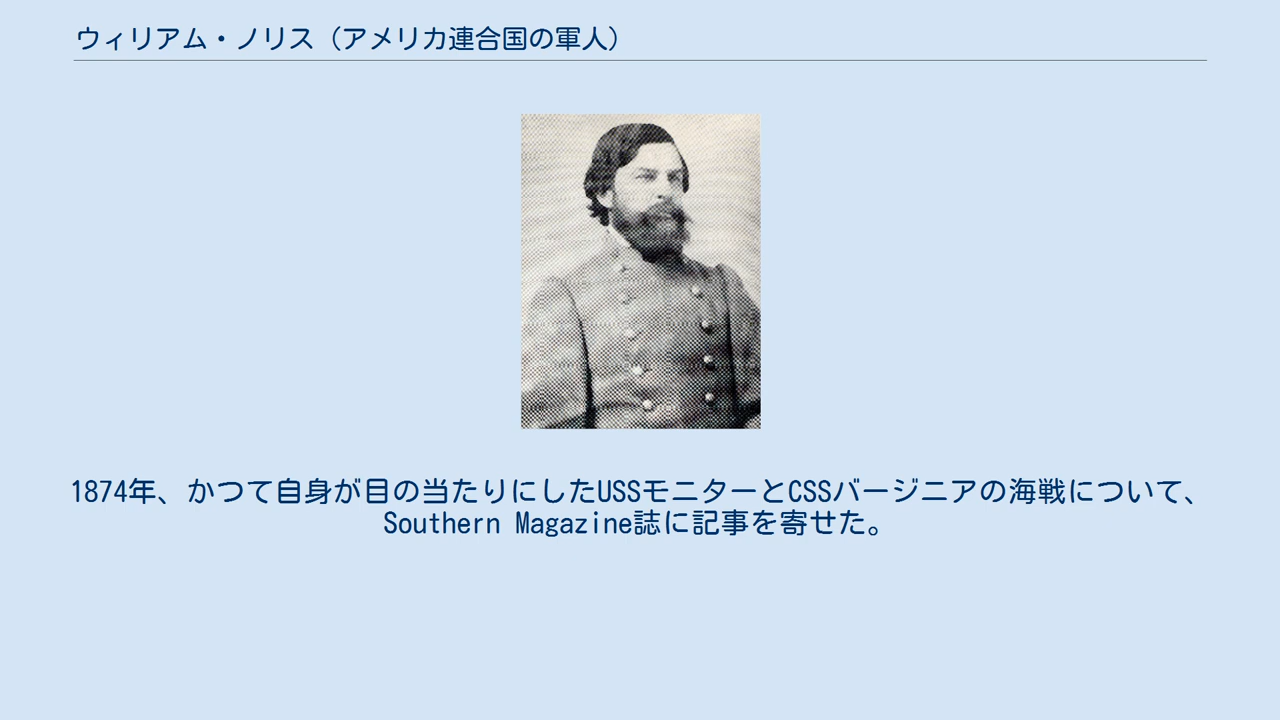 ウィリアム・ノリス（アメリカ連合国の軍人）
1874年、かつて自身が目の当たりにしたUSSモニターとCSSバージニアの海戦について、
Southern Magazine誌に記事を寄せた。